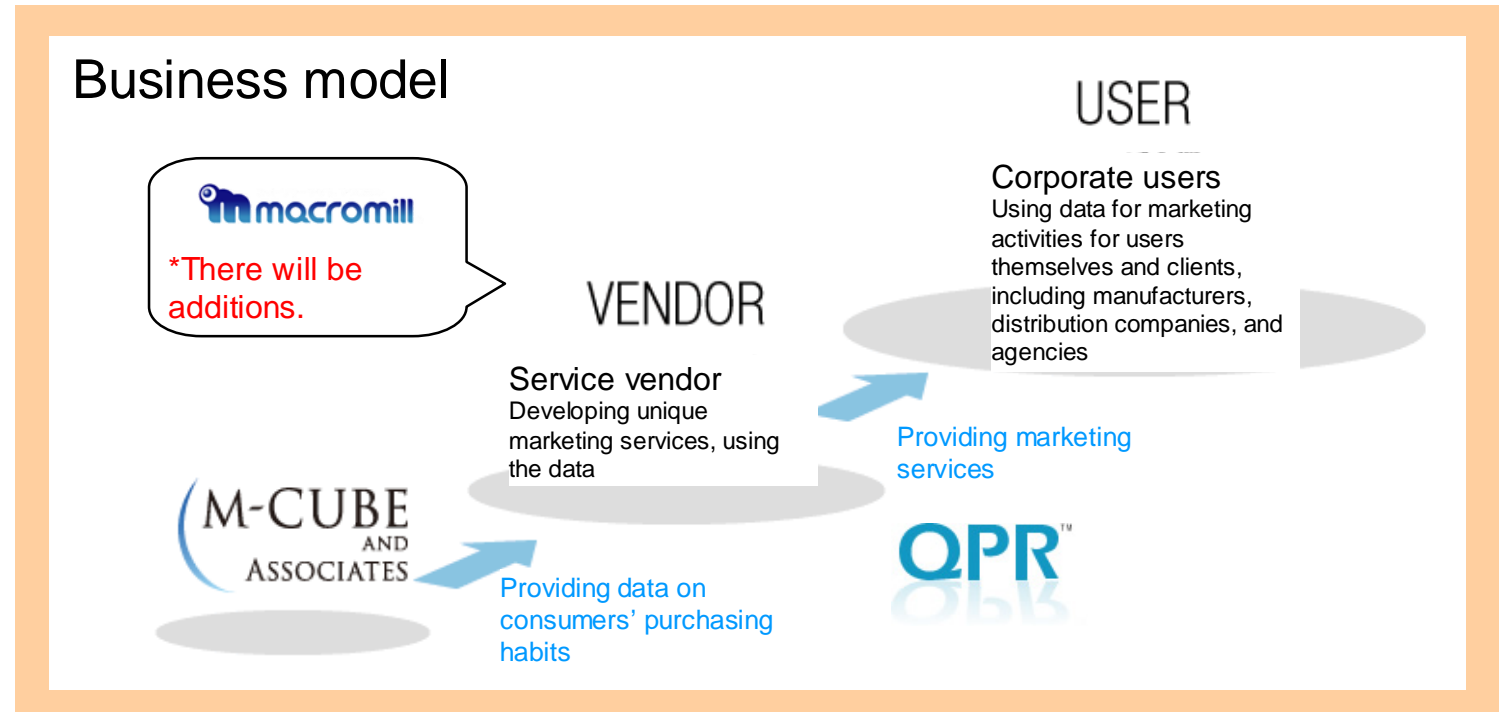 Business model
USER
Corporate users
Using data for marketing
activities for users
themselves and clients,
including manufacturers,
distribution companies, and
agencies
macromill
*There will be
additions.
VENDOR
Service vendor
Developing unique
marketing services, using
the data
Providing marketing
services
M-CUBE
AND
ASSOCIATES
QPR™
Providing data on
consumers’ purchasing
habits